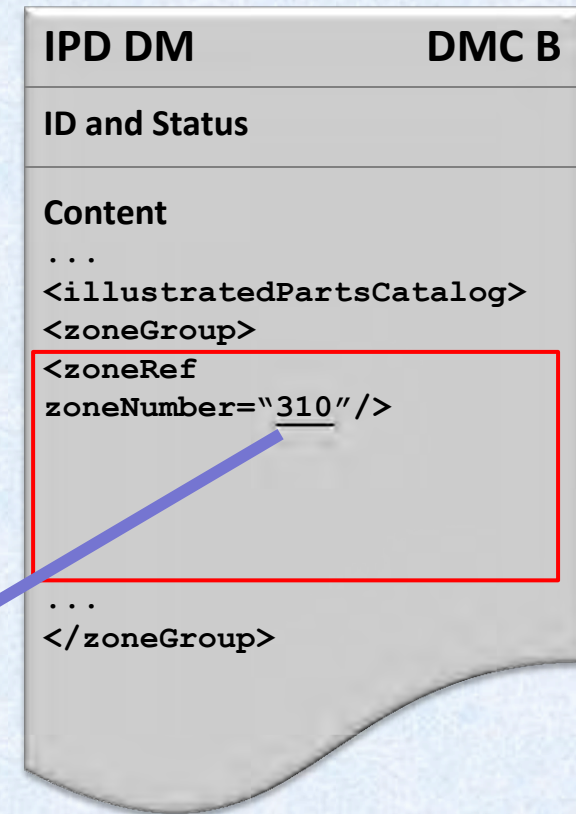 IPD DM DMC B
ID and Status
Content
...
<illustratedPartsCatalog>
<zoneGroup>
<zoneRef
zoneNumber=“310”/>
...
</zoneGroup>